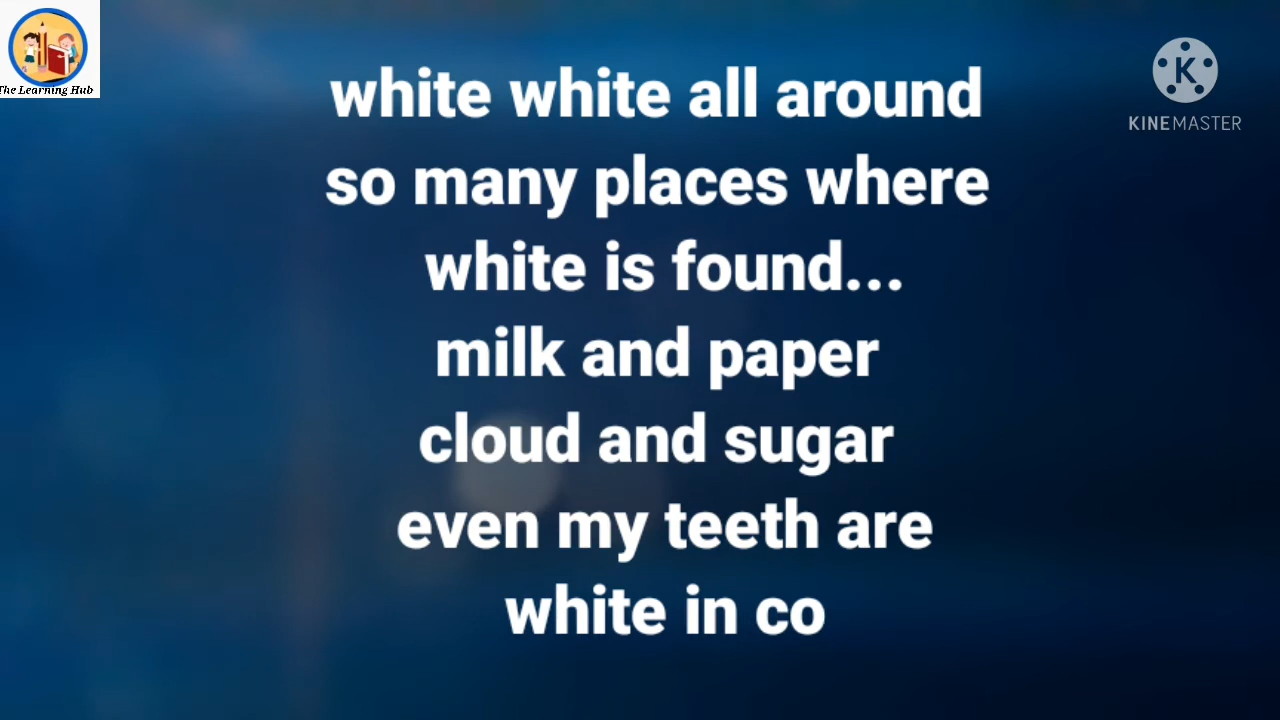 The Learning Hub
KINEMASTER
white white all around
so many places where
white is found...
milk and paper
cloud and sugar
even my teeth are
white in co